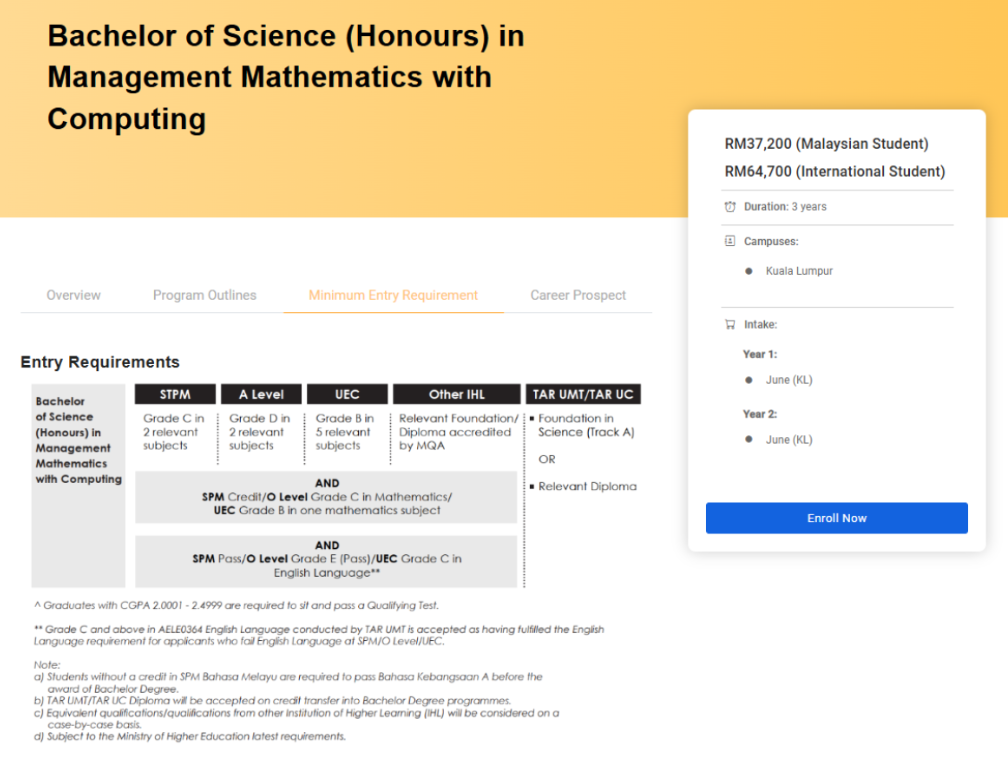 Bachelor of Science (Honours) in
Management Mathematics with
Computing
RM37,200 (Malaysian Student)
RM64,700 (International Student)
Duration: 3 years
Campuses:
Kuala Lumpur
Intake:
Year 1:
June (KL)
Year 2:
June (KL)
Enroll Now
Overview
Program Outlines
Minimum Entry Requirement
Career Prospect
Entry Requirements
Bachelor
of Science
(Honours) in
Management
Mathematics
with Computing
STPM
Grade C in
2 relevant
subjects
A Level
Grade D in
2 relevant
subjects
UEC
Grade B in
5 relevant
subjects
Other IHL
Relevant Foundation/
Diploma accredited
by MQA
AND
SPM Credit/O Level Grade C in Mathematics/
UEC Grade B in one mathematics subject
AND
SPM Pass/O Level Grade E (Pass)/UEC Grade C in
English Language**
TAR UMT/TAR UC
▪ Foundation in
Science (Track A)
OR
▪ Relevant Diploma
^ Graduates with CGPA 2.0001 - 2.4999 are required to sit and pass a Qualifying Test.
** Grade C and above in AELE0364 English Language conducted by TAR UMT is accepted as having fulfilled the English
Language requirement for applicants who fail English Language at SPM/O Level/UEC.
Note:
a) Students without a credit in SPM Bahasa Melayu are required to pass Bahasa Kebangsaan A before the
award of Bachelor Degree.
b) TAR UMT/TAR UC Diploma will be accepted on credit transfer into Bachelor Degree programmes.
c) Equivalent qualifications/qualifications from other Institution of Higher Learning (IHL) will be considered on a
case-by-case basis.
d) Subject to the Ministry of Higher Education latest requirements.